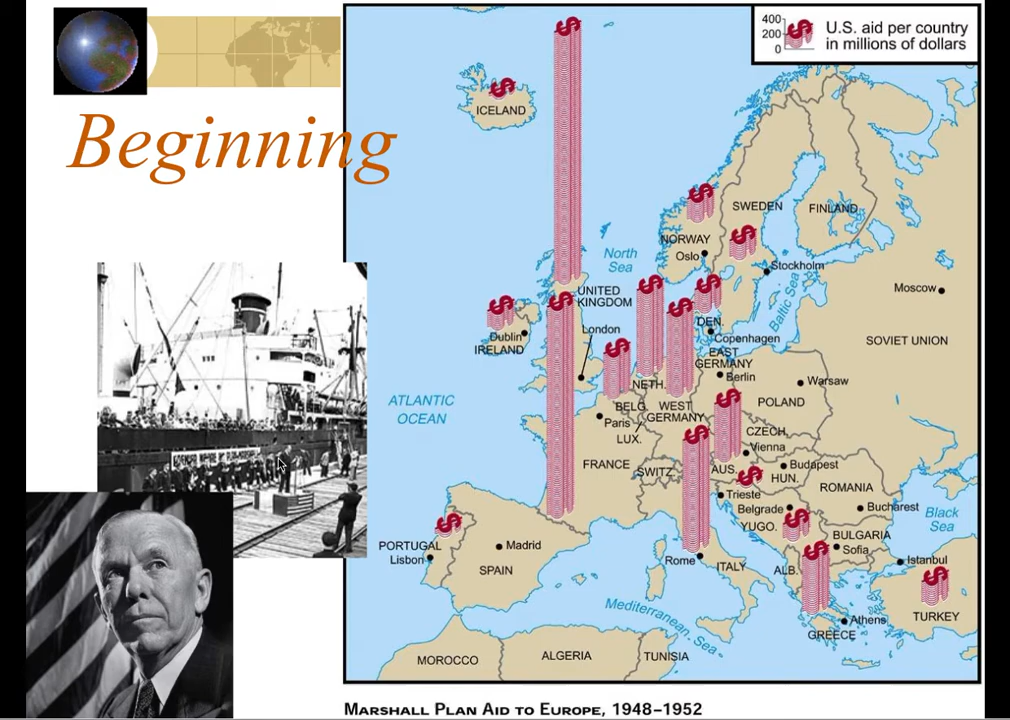 Beginning
400
200
0
U.S. aid per country
in millions of dollars
ICELAND
SWEDEN
FINLAND
NORWAY
Oslo
North
Sea
Stockholm
Baltic Sea
Moscow
UNITED
KINGDOM
London
Dublin
IRELAND
DEN.
Copenhagen
EAST
GERMANY
Berlin
SOVIET UNION
Warsaw
NETH.
POLAND
ATLANTIC
OCEAN
BELG.
WEST
GERMANY
Paris
LUX.
CZECH.
Vienna
FRANCE
SWITZ.
AUS.
Budapest
HUN.
ROMANIA
Trieste
Belgrade
Bucharest
YUGO.
Black
Sea
BULGARIA
Sofia
PORTUGAL
Lisbon
Madrid
SPAIN
Rome
ITALY
ALB.
Istanbul
TURKEY
Mediterranean Sea
Athens
GREECE
MOROCCO
ALGERIA
TUNISIA
MARSHALL PLAN AID TO EUROPE, 1948–1952